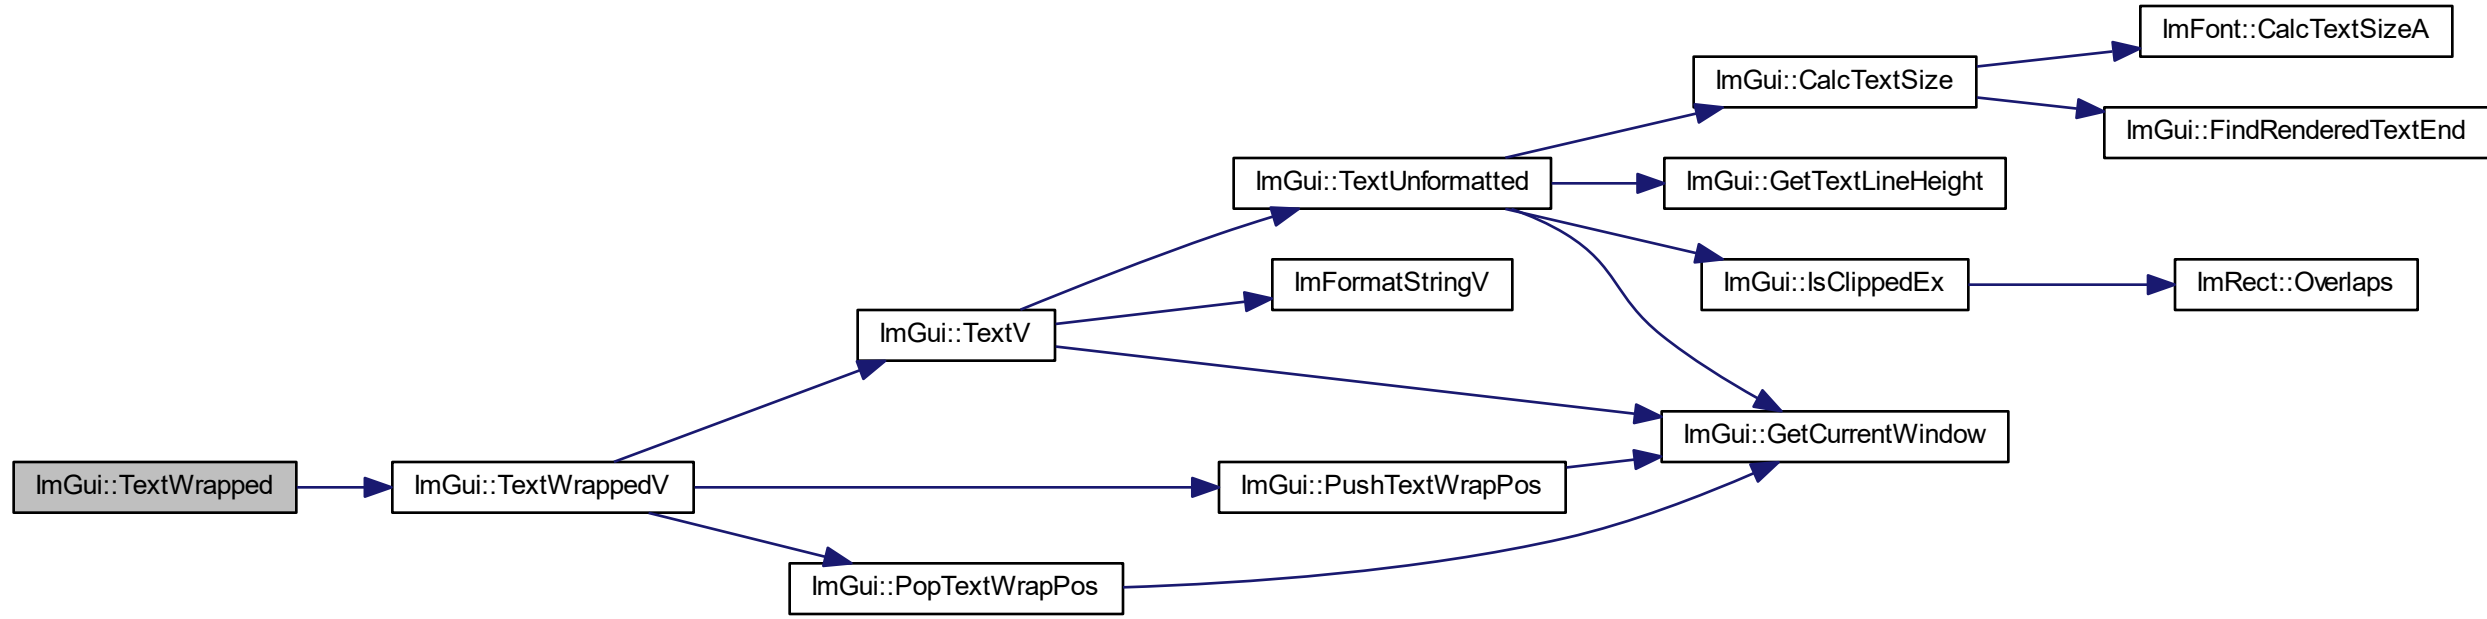 ImFont::CalcTextSizeA
ImGui::CalcTextSize
ImGui::FindRenderedTextEnd
ImGui::TextUnformatted
ImGui::GetTextLineHeight
ImFormatStringV
ImGui::IsClippedEx
ImRect::Overlaps
ImGui::TextV
ImGui::GetCurrentWindow
ImGui::TextWrapped
ImGui::TextWrappedV
ImGui::PushTextWrapPos
ImGui::PopTextWrapPos